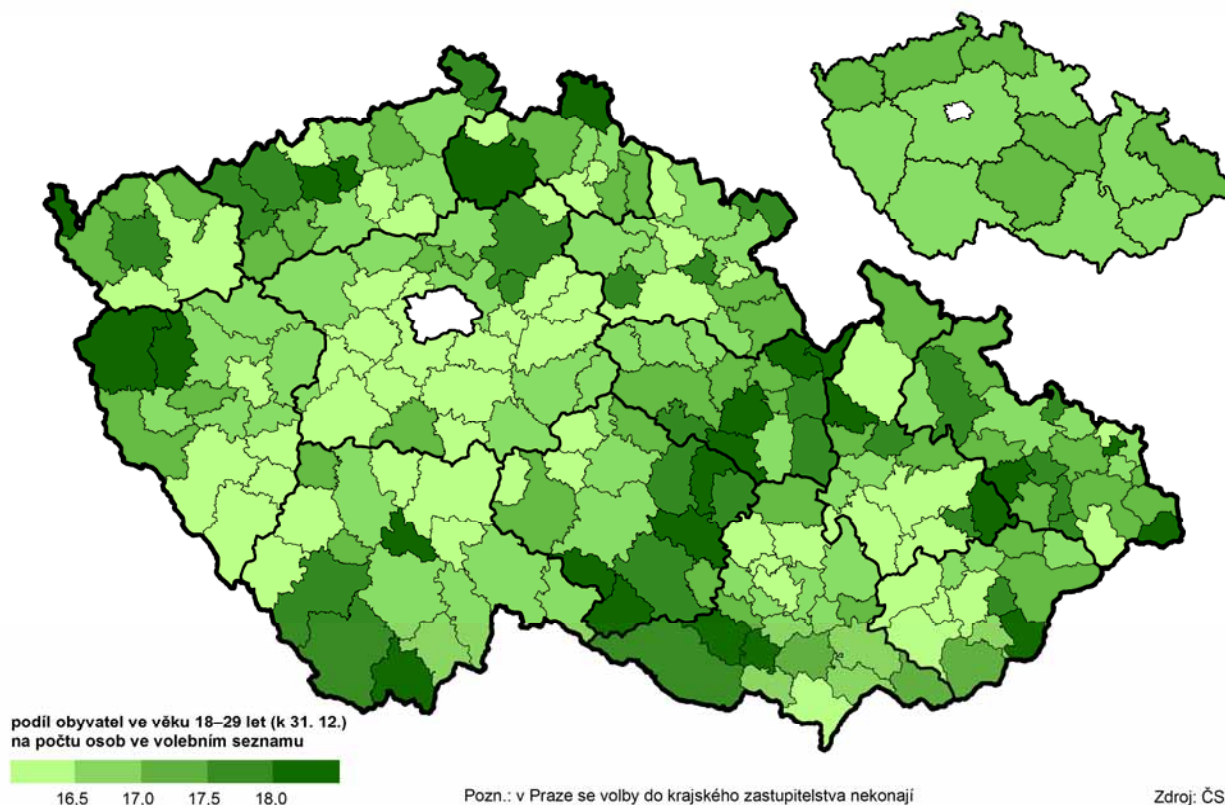 podíl obyvatel ve věku 18–29 let (k 31. 12.)
na počtu osob ve volebním seznamu
16.5 17.0 17.5 18.0
Pozn.: v Praze se volby do krajského zastupitelstva nekonají
Zdroj: ČS